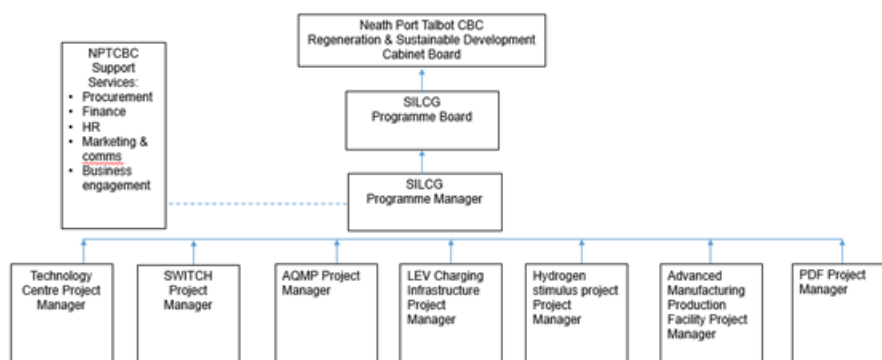 Neath Port Talbot CBC
Regeneration & Sustainable Development
Cabinet Board
NPTCBC
Support
Services:
• Procurement
• Finance
• HR
• Marketing &
comms
• Business
engagement
SILCG
Programme Board
SILCG
Programme Manager
Technology
Centre Project
Manager
SWITCH
Project
Manager
AQMP Project
Manager
LEV Charging
Infrastructure
Project
Manager
Hydrogen
stimulus project
Project
Manager
Advanced
Manufacturing
Production
Facility Project
Manager
PDF Project
Manager